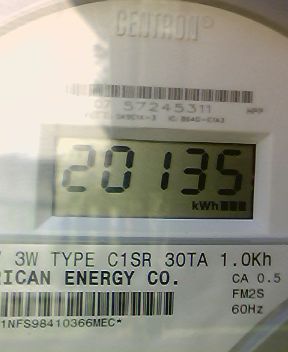 CENTRON®
07 57245311
20135
kWh
3W TYPE C1SR 30TA 1.0Kh
RICAN ENERGY CO. CA 0.5
FM2S
60Hz
1NFS98410366MEC*